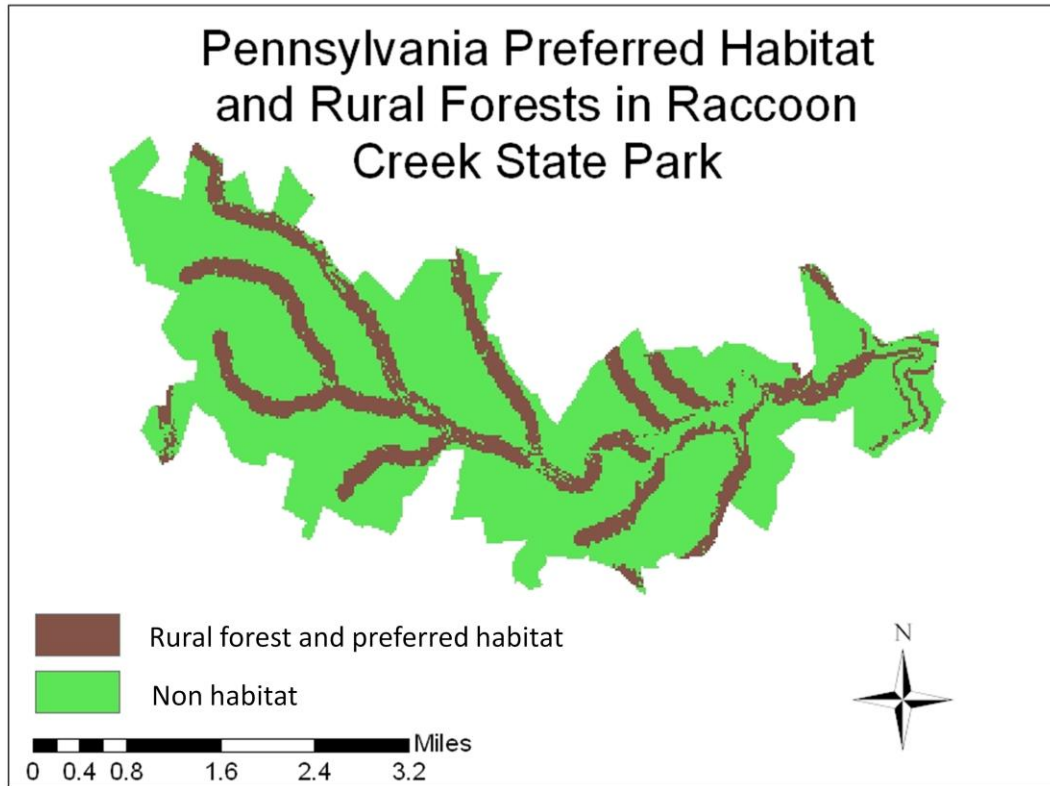 Pennsylvania Preferred Habitat
and Rural Forests in Raccoon
Creek State Park
Rural forest and preferred habitat
Non habitat
N
Miles
0 0.4 0.8 1.6 2.4 3.2